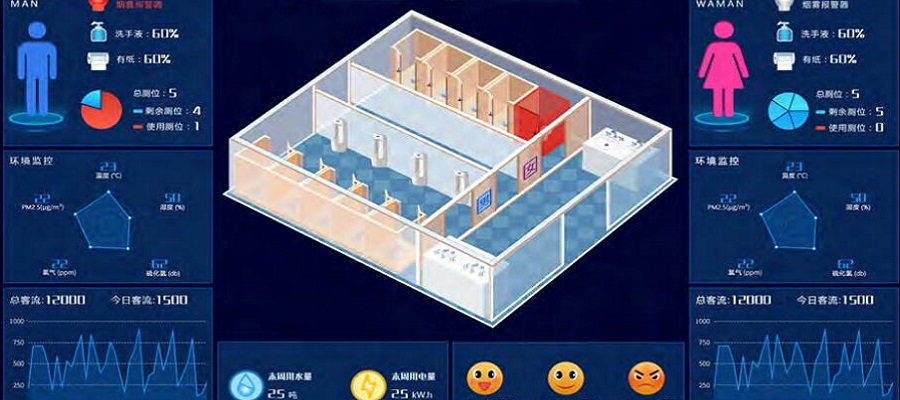 MAN
烟雾报警器
洗手液：60%
有纸：60%
总厕位：5
剩余厕位：4
使用厕位：1
环境监控
23
温度 (℃)
22
PM2.5(μg/m³)
50
湿度 (%)
22
氨气 (ppm)
62
硫化氢 (db)
总客流:12000
今日客流:1500
1000
750
500
250
男
女
本周用水量
25 吨
本周用电量
25 kW.h
WAMAN
烟雾报警器
洗手液：60%
有纸：60%
总厕位：5
剩余厕位：5
使用厕位：0
环境监控
23
温度 (℃)
22
PM2.5(μg/m³)
50
湿度 (%)
22
氨气 (ppm)
62
硫化氢 (db)
总客流:12000
今日客流:1500
1000
750
500
250